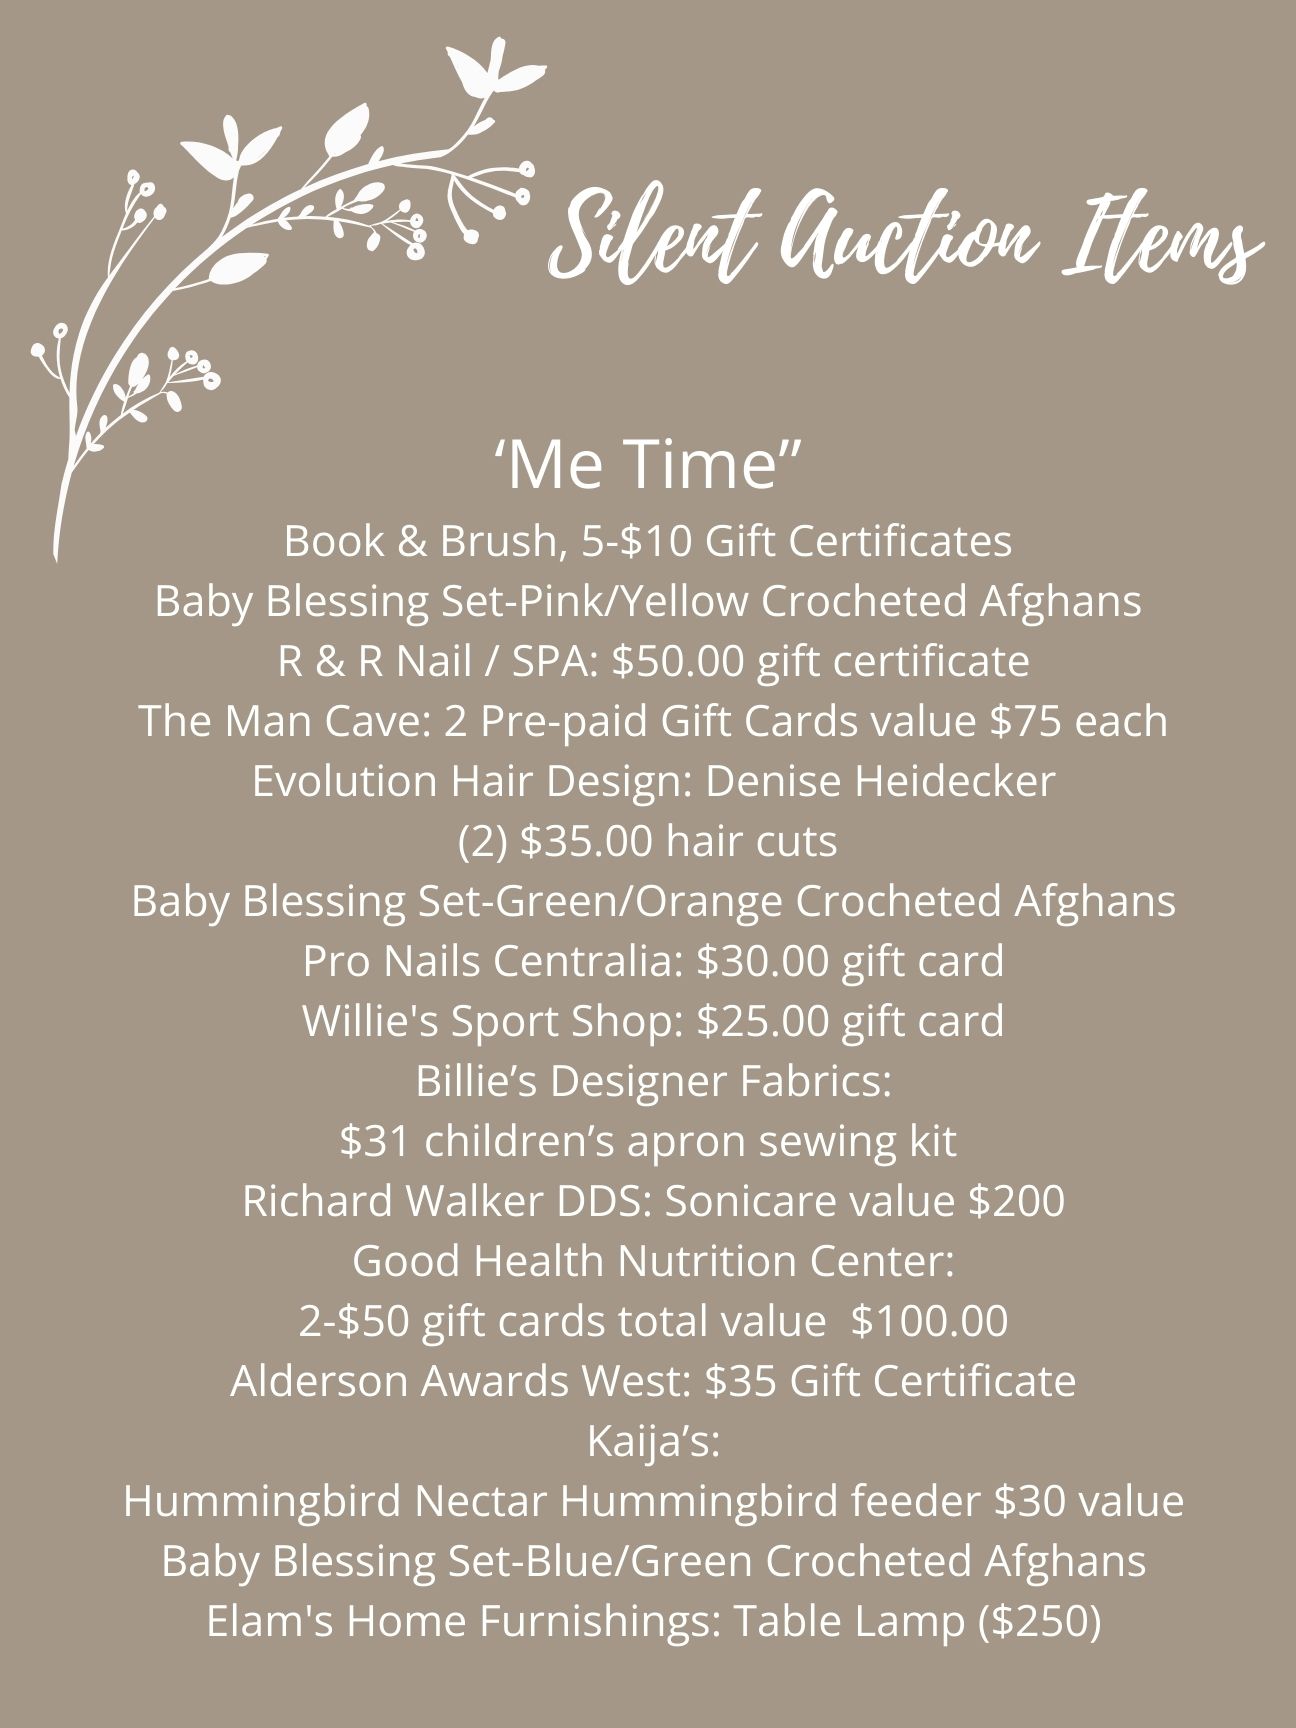 Silent Auction Items
‘Me Time”
Book & Brush, 5-$10 Gift Certificates
Baby Blessing Set-Pink/Yellow Crocheted Afghans
R & R Nail / SPA: $50.00 gift certificate
The Man Cave: 2 Pre-paid Gift Cards value $75 each
Evolution Hair Design: Denise Heidecker
(2) $35.00 hair cuts
Baby Blessing Set-Green/Orange Crocheted Afghans
Pro Nails Centralia: $30.00 gift card
Willie's Sport Shop: $25.00 gift card
Billie’s Designer Fabrics:
$31 children’s apron sewing kit
Richard Walker DDS: Sonicare value $200
Good Health Nutrition Center:
2-$50 gift cards total value  $100.00
Alderson Awards West: $35 Gift Certificate
Kaija’s:
Hummingbird Nectar Hummingbird feeder $30 value
Baby Blessing Set-Blue/Green Crocheted Afghans
Elam's Home Furnishings: Table Lamp ($250)